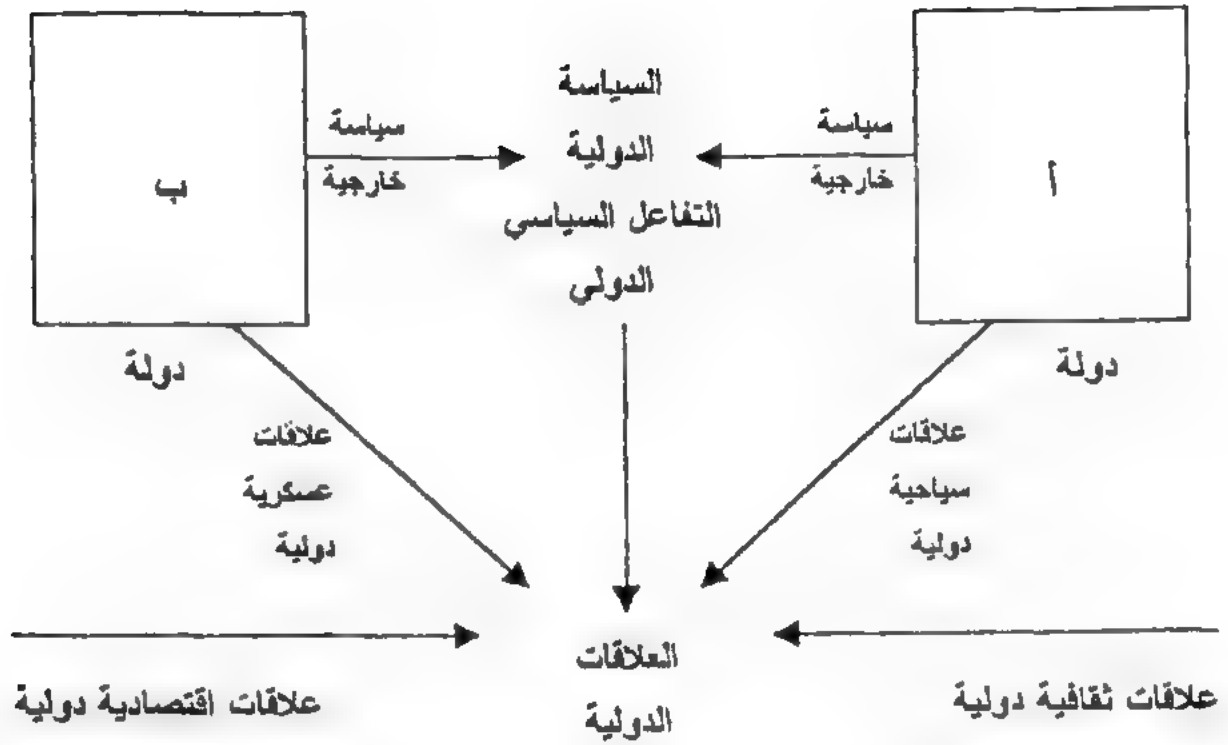 السياسة
الدولية
التفاعل السياسي
الدولي
سياسة
خارجية
أ
دولة
سياسة
خارجية
ب
دولة
علاقات
سياحية
دولية
علاقات
عسكرية
دولية
العلاقات
الدولية
علاقات ثقافية دولية
علاقات اقتصادية دولية